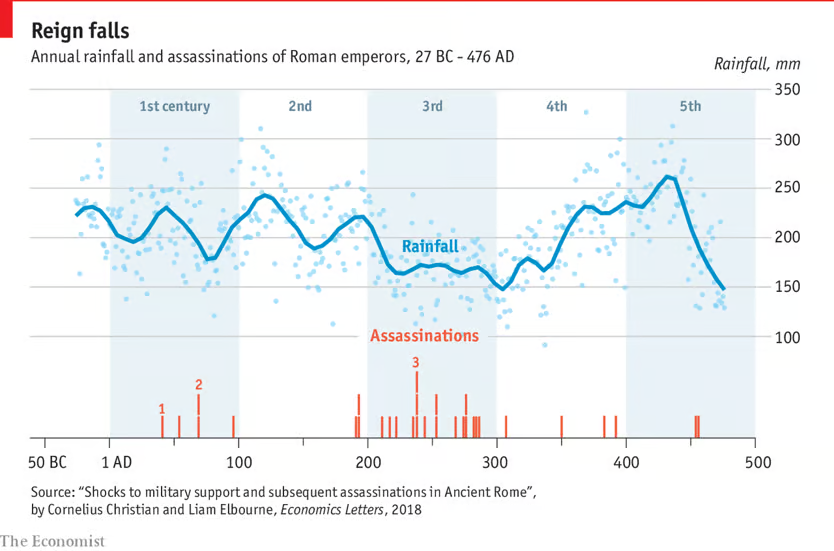 Reign falls
Annual rainfall and assassinations of Roman emperors, 27 BC - 476 AD
Rainfall, mm
350
1st century
2nd
3rd
4th
5th
300
250
200
Rainfall
150
Assassinations
100
3
2
1
50 BC
1 AD
100
200
300
400
500
Source: “Shocks to military support and subsequent assassinations in Ancient Rome”,
by Cornelius Christian and Liam Elbourne, Economics Letters, 2018
The Economist